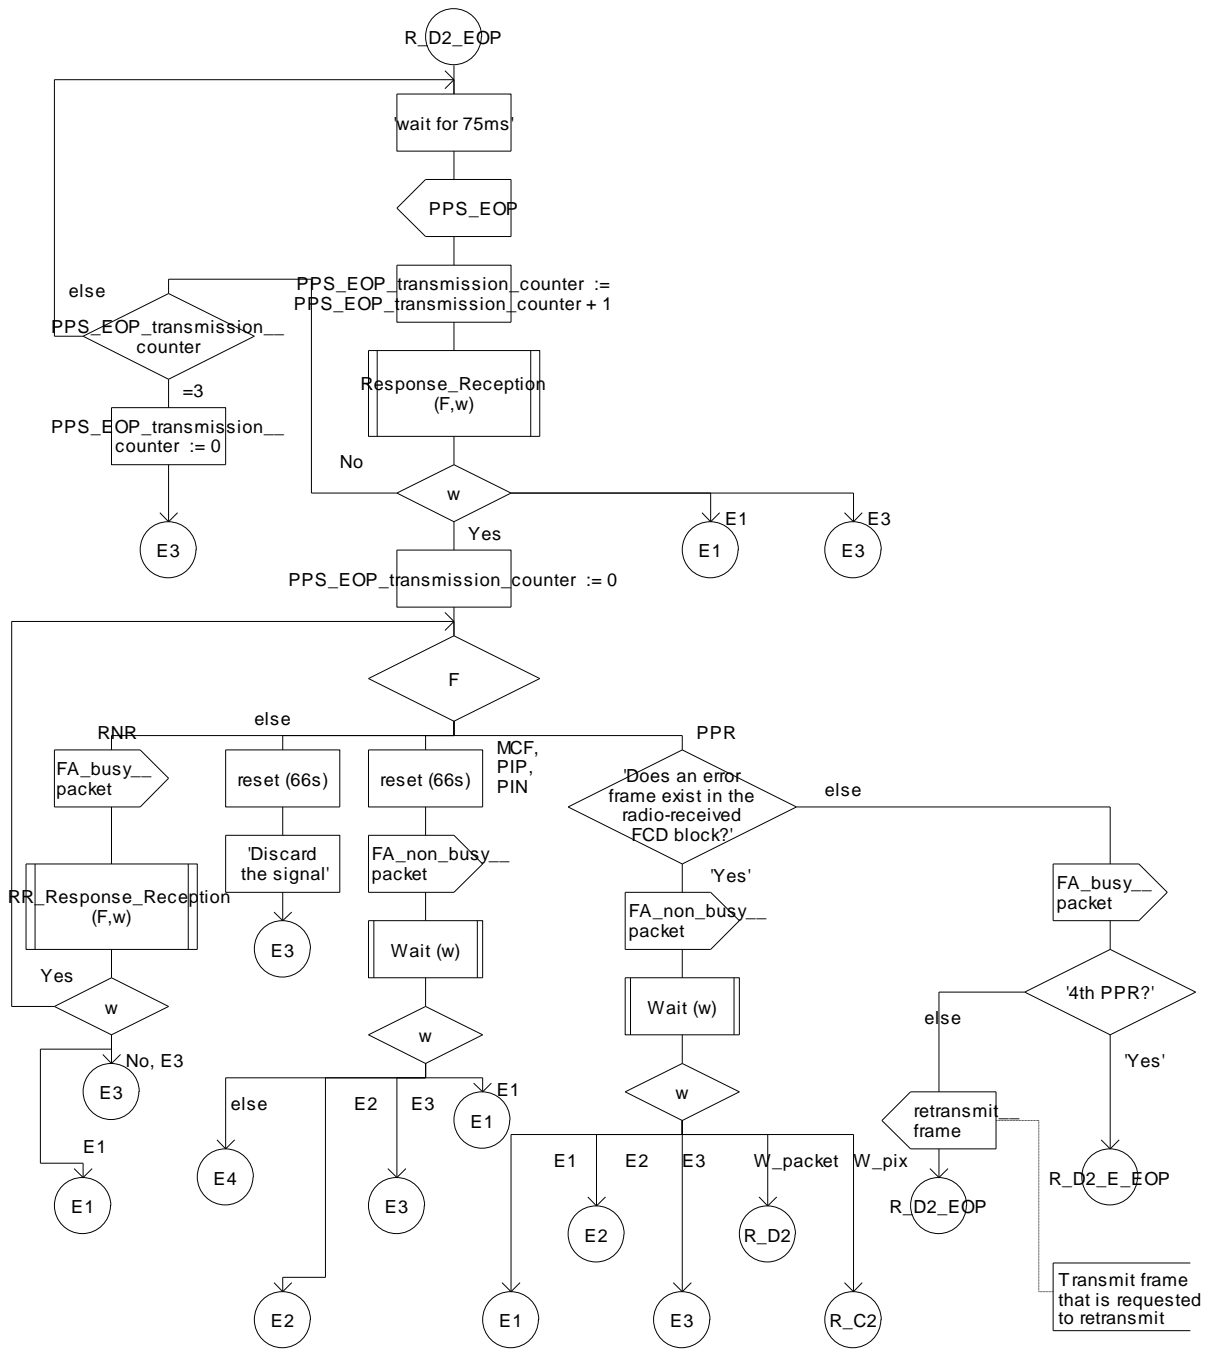 R_D2_EOP
'wait for 75ms'
PPS_EOP
PPS_EOP_transmission_counter :=
PPS_EOP_transmission_counter + 1
else
PPS_EOP_transmission__
counter
=3
PPS_EOP_transmission__
counter := 0
E3
Response_Reception
(F,w)
No
w
Yes
E1
E1
E3
E3
PPS_EOP_transmission_counter := 0
F
RNR
else
MCF,
PIP,
PIN
PPR
FA_busy__
packet
reset (66s)
reset (66s)
'Does an error
frame exist in the
radio-received
FCD block?'
else
'Yes'
'Discard
the signal'
FA_non_busy__
packet
RR_Response_Reception
(F,w)
E3
Wait (w)
FA_non_busy__
packet
FA_busy__
packet
Yes
w
No, E3
E3
E1
E1
w
else
E2
E3
E1
E1
E4
E3
E2
Wait (w)
w
E1
E2
E3
W_packet
W_pix
E2
R_D2
E1
E3
R_C2
'4th PPR?'
else
'Yes'
retransmit__
frame
R_D2_EOP
R_D2_E_EOP
Transmit frame
that is requested
to retransmit